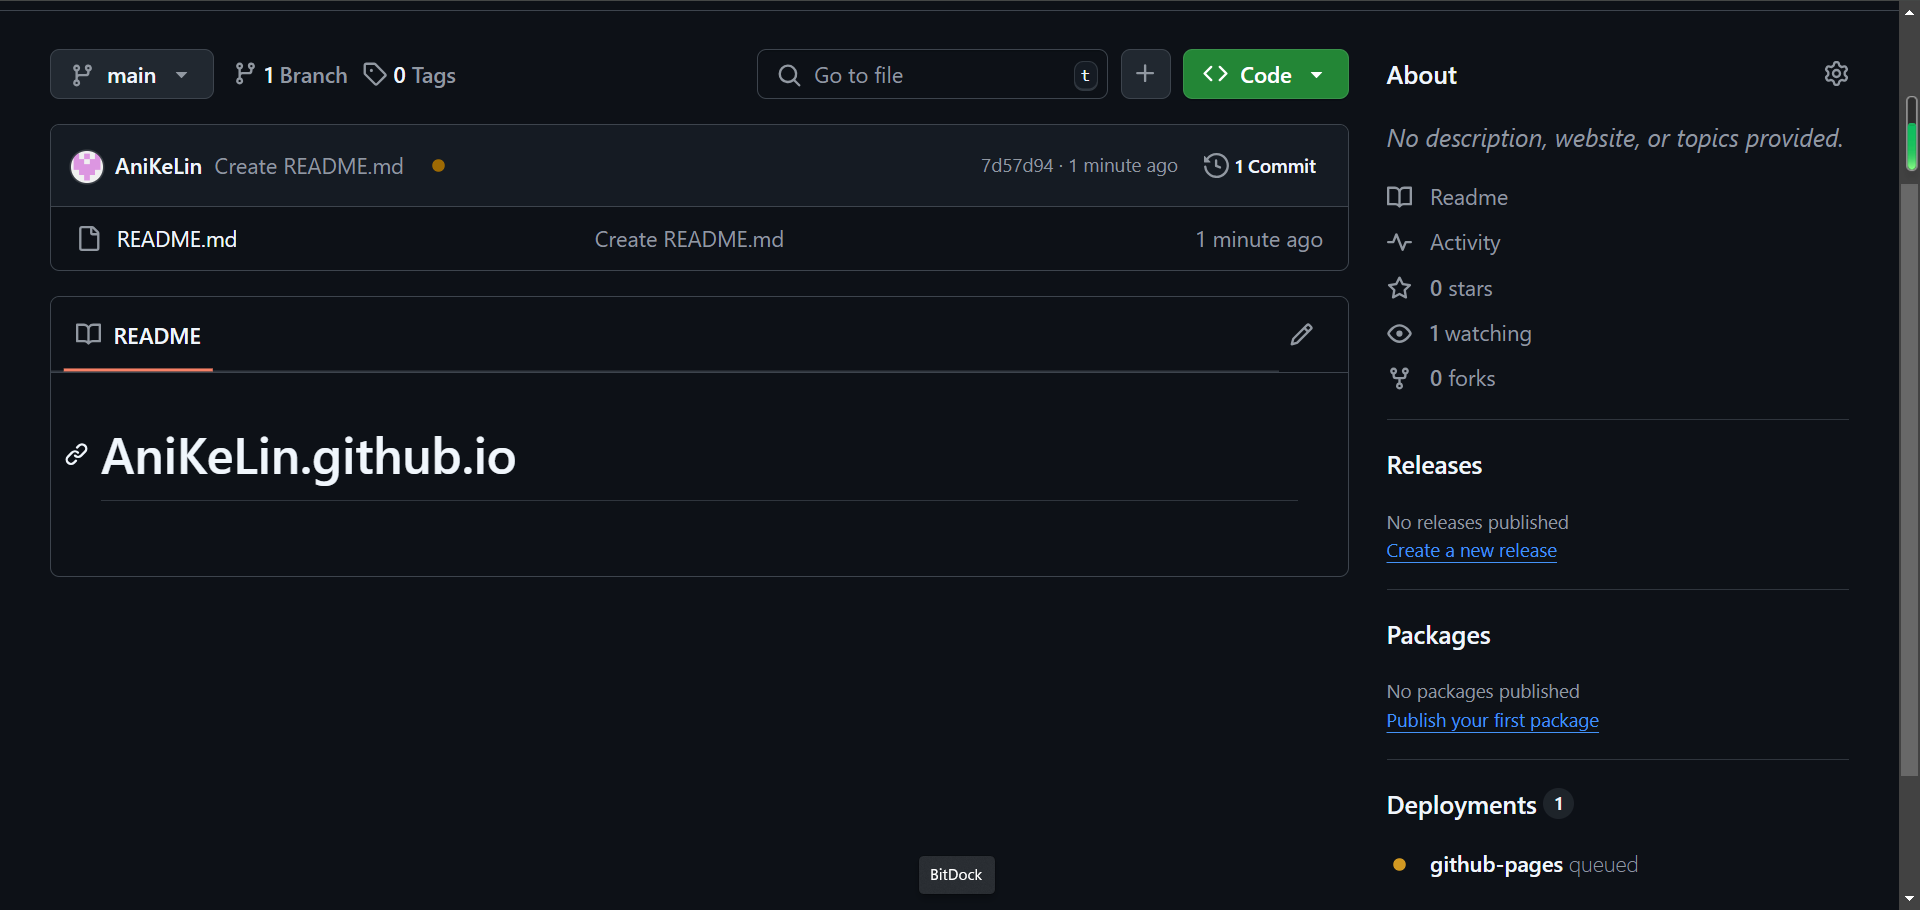 main
1 Branch
0 Tags
Go to file
t
Code
AniKeLin Create README.md
7d57d94 · 1 minute ago
1 Commit
README.md
Create README.md
1 minute ago
README
AniKeLin.github.io
About
No description, website, or topics provided.
Readme
Activity
0 stars
1 watching
0 forks
Releases
No releases published
Create a new release
Packages
No packages published
Publish your first package
Deployments 1
github-pages queued
BitDock